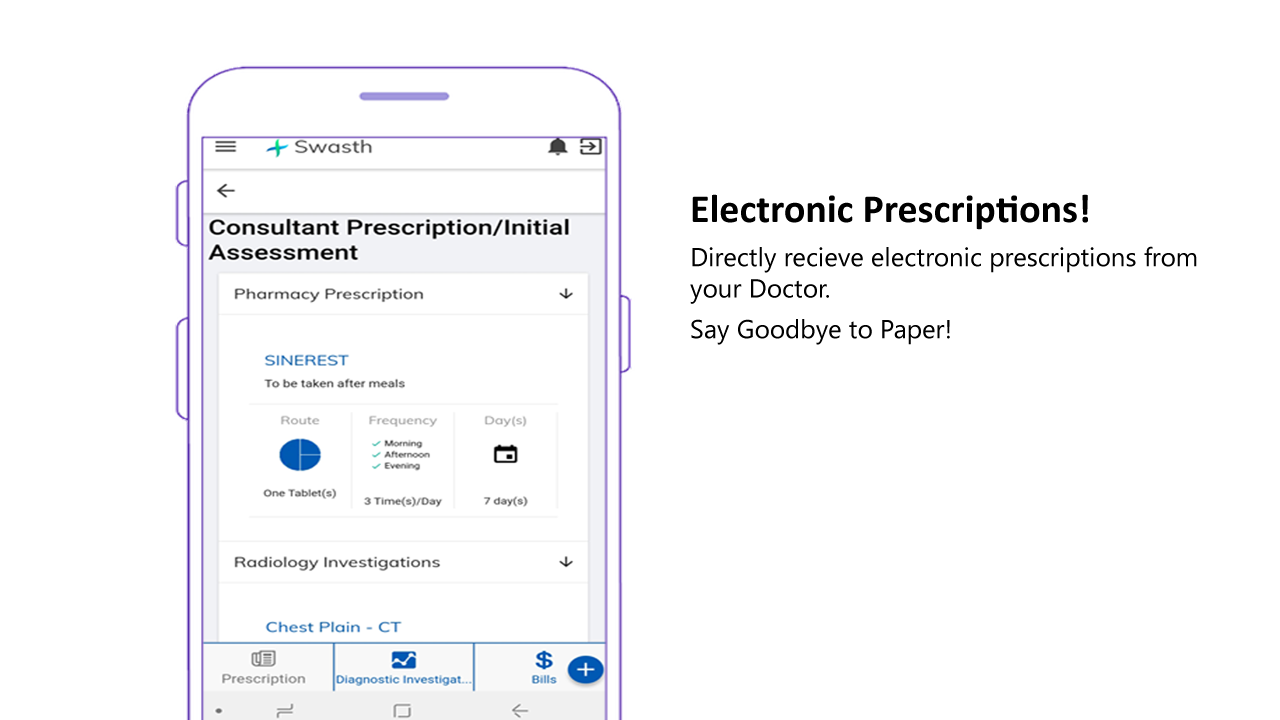 Swasth
Consultant Prescription/Initial
Assessment
Pharmacy Prescription
SINEREST
To be taken after meals
Route
Frequency
Day(s)
Morning
Afternoon
Evening
One Tablet(s)
3 Time(s)/Day
7 day(s)
Radiology Investigations
Chest Plain - CT
Prescription
Diagnostic Investigat...
Bills
Electronic Prescriptions!
Directly recieve electronic prescriptions from
your Doctor.
Say Goodbye to Paper!